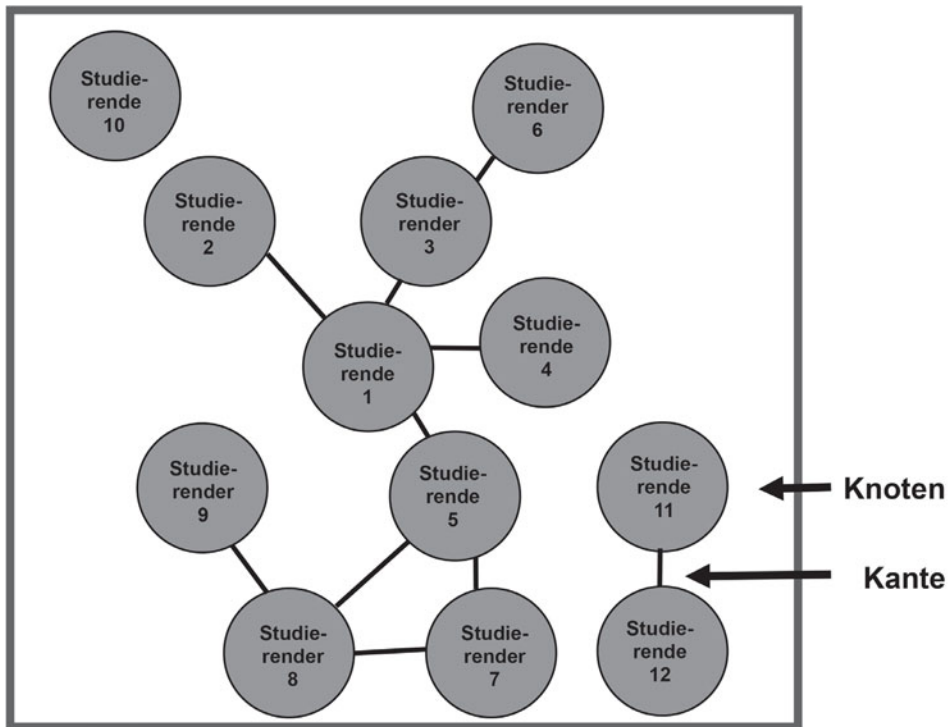 Studie-
rende
10
Studie-
render
6
Studie-
rende
2
Studie-
render
3
Studie-
rende
4
Studie-
rende
1
Studie-
render
9
Studie-
rende
5
Studie-
rende
11
Knoten
Kante
Studie-
render
8
Studie-
render
7
Studie-
rende
12